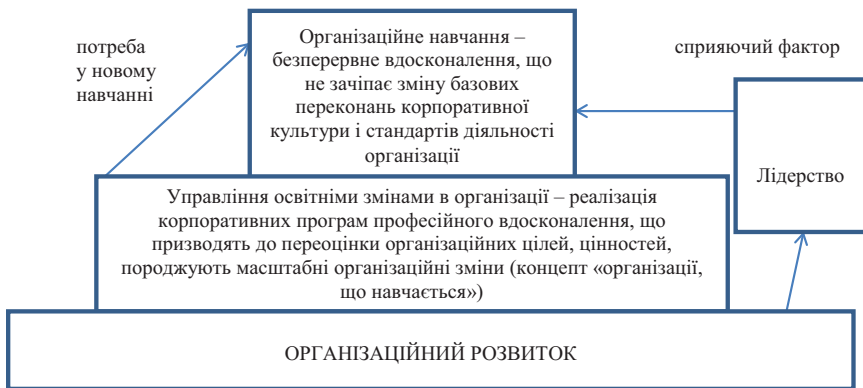 потреба
у новому
навчанні
Організаційне навчання –
безперервне вдосконалення, що
не зачіпає зміну базових
переконань корпоративної
культури і стандартів діяльності
організації
сприяючий фактор
Лідерство
Управління освітніми змінами в організації – реалізація
корпоративних програм професійного вдосконалення, що
призводять до переоцінки організаційних цілей, цінностей,
породжують масштабні організаційні зміни (концепт «організації,
що навчається»)
ОРГАНІЗАЦІЙНИЙ РОЗВИТОК